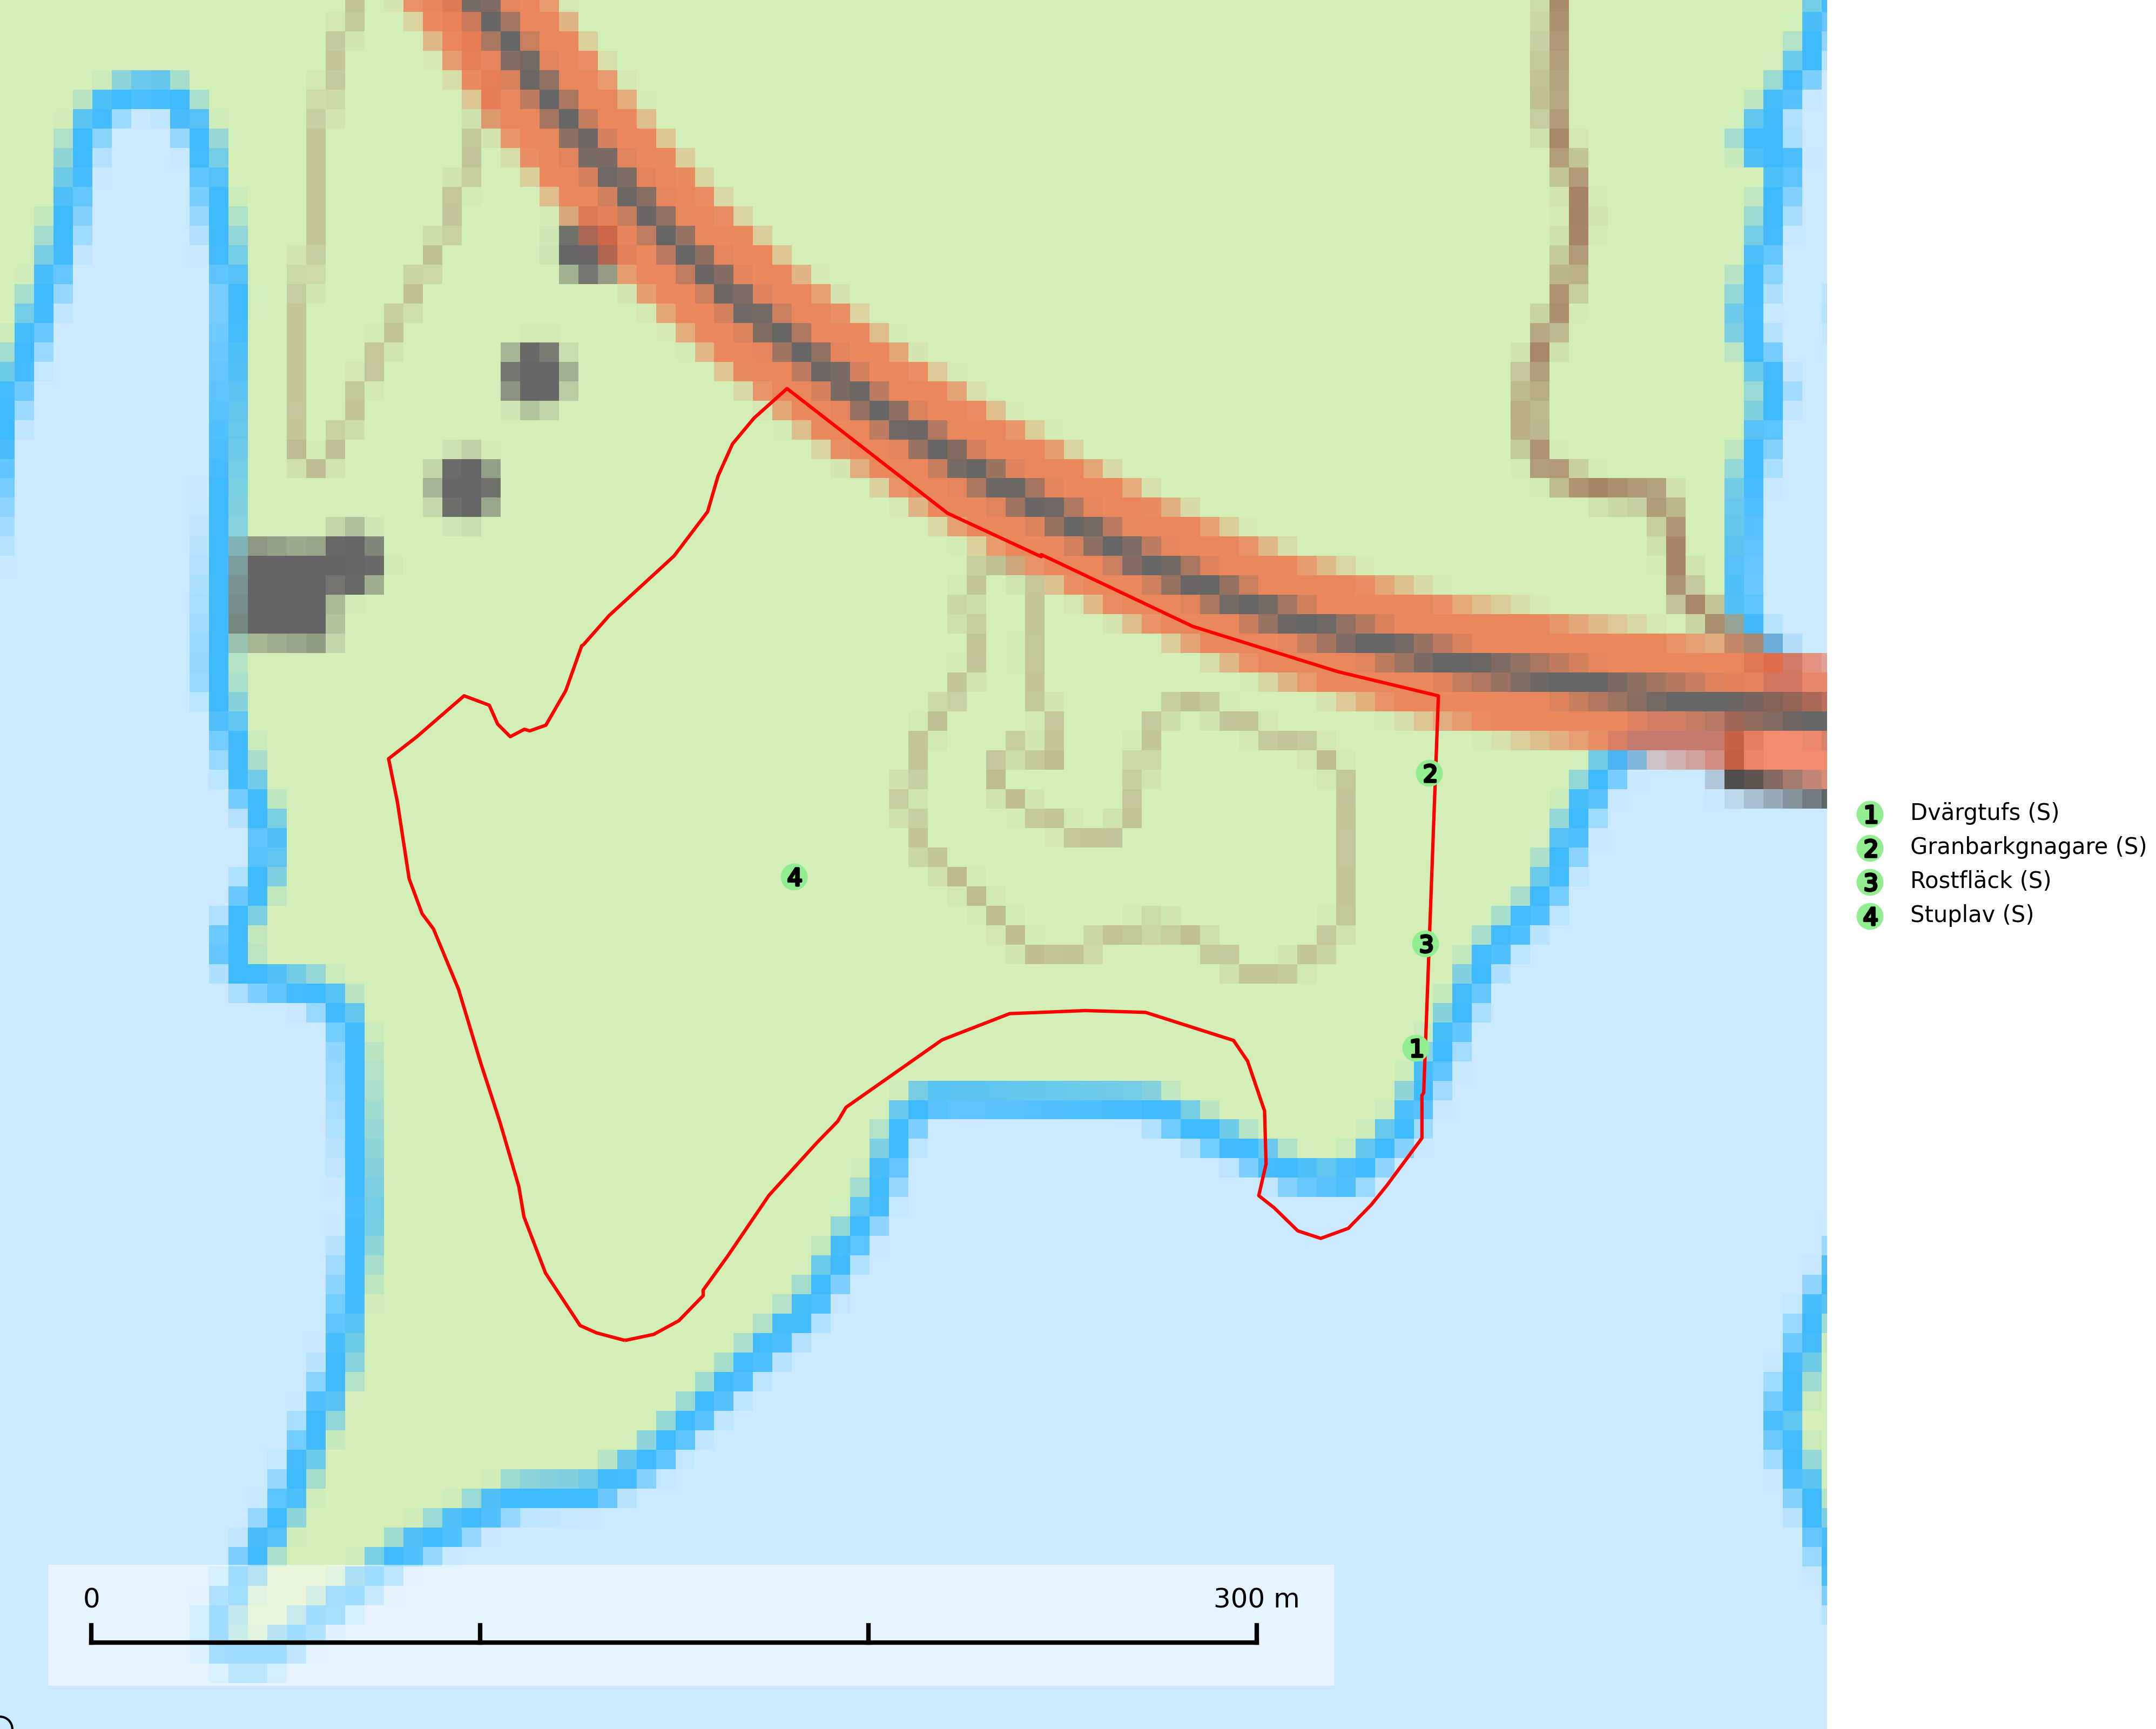 2
4
3
1
1 Dvärgtufs (S)
2 Granbarkgnagare (S)
3 Rostfläck (S)
4 Stuplav (S)
0 300 m